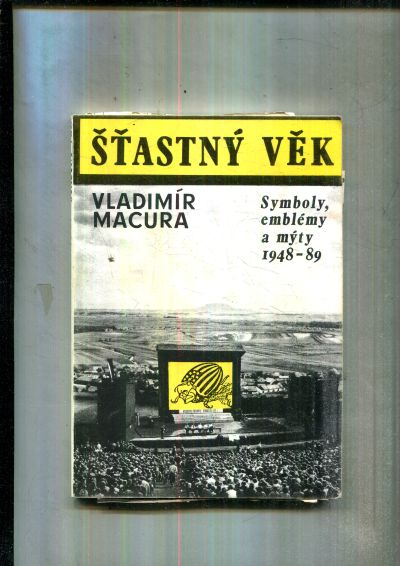 ŠŤASTNÝ VĚK
VLADIMÍR
MACURA
Symboly,
emblémy
a mýty
1948-89